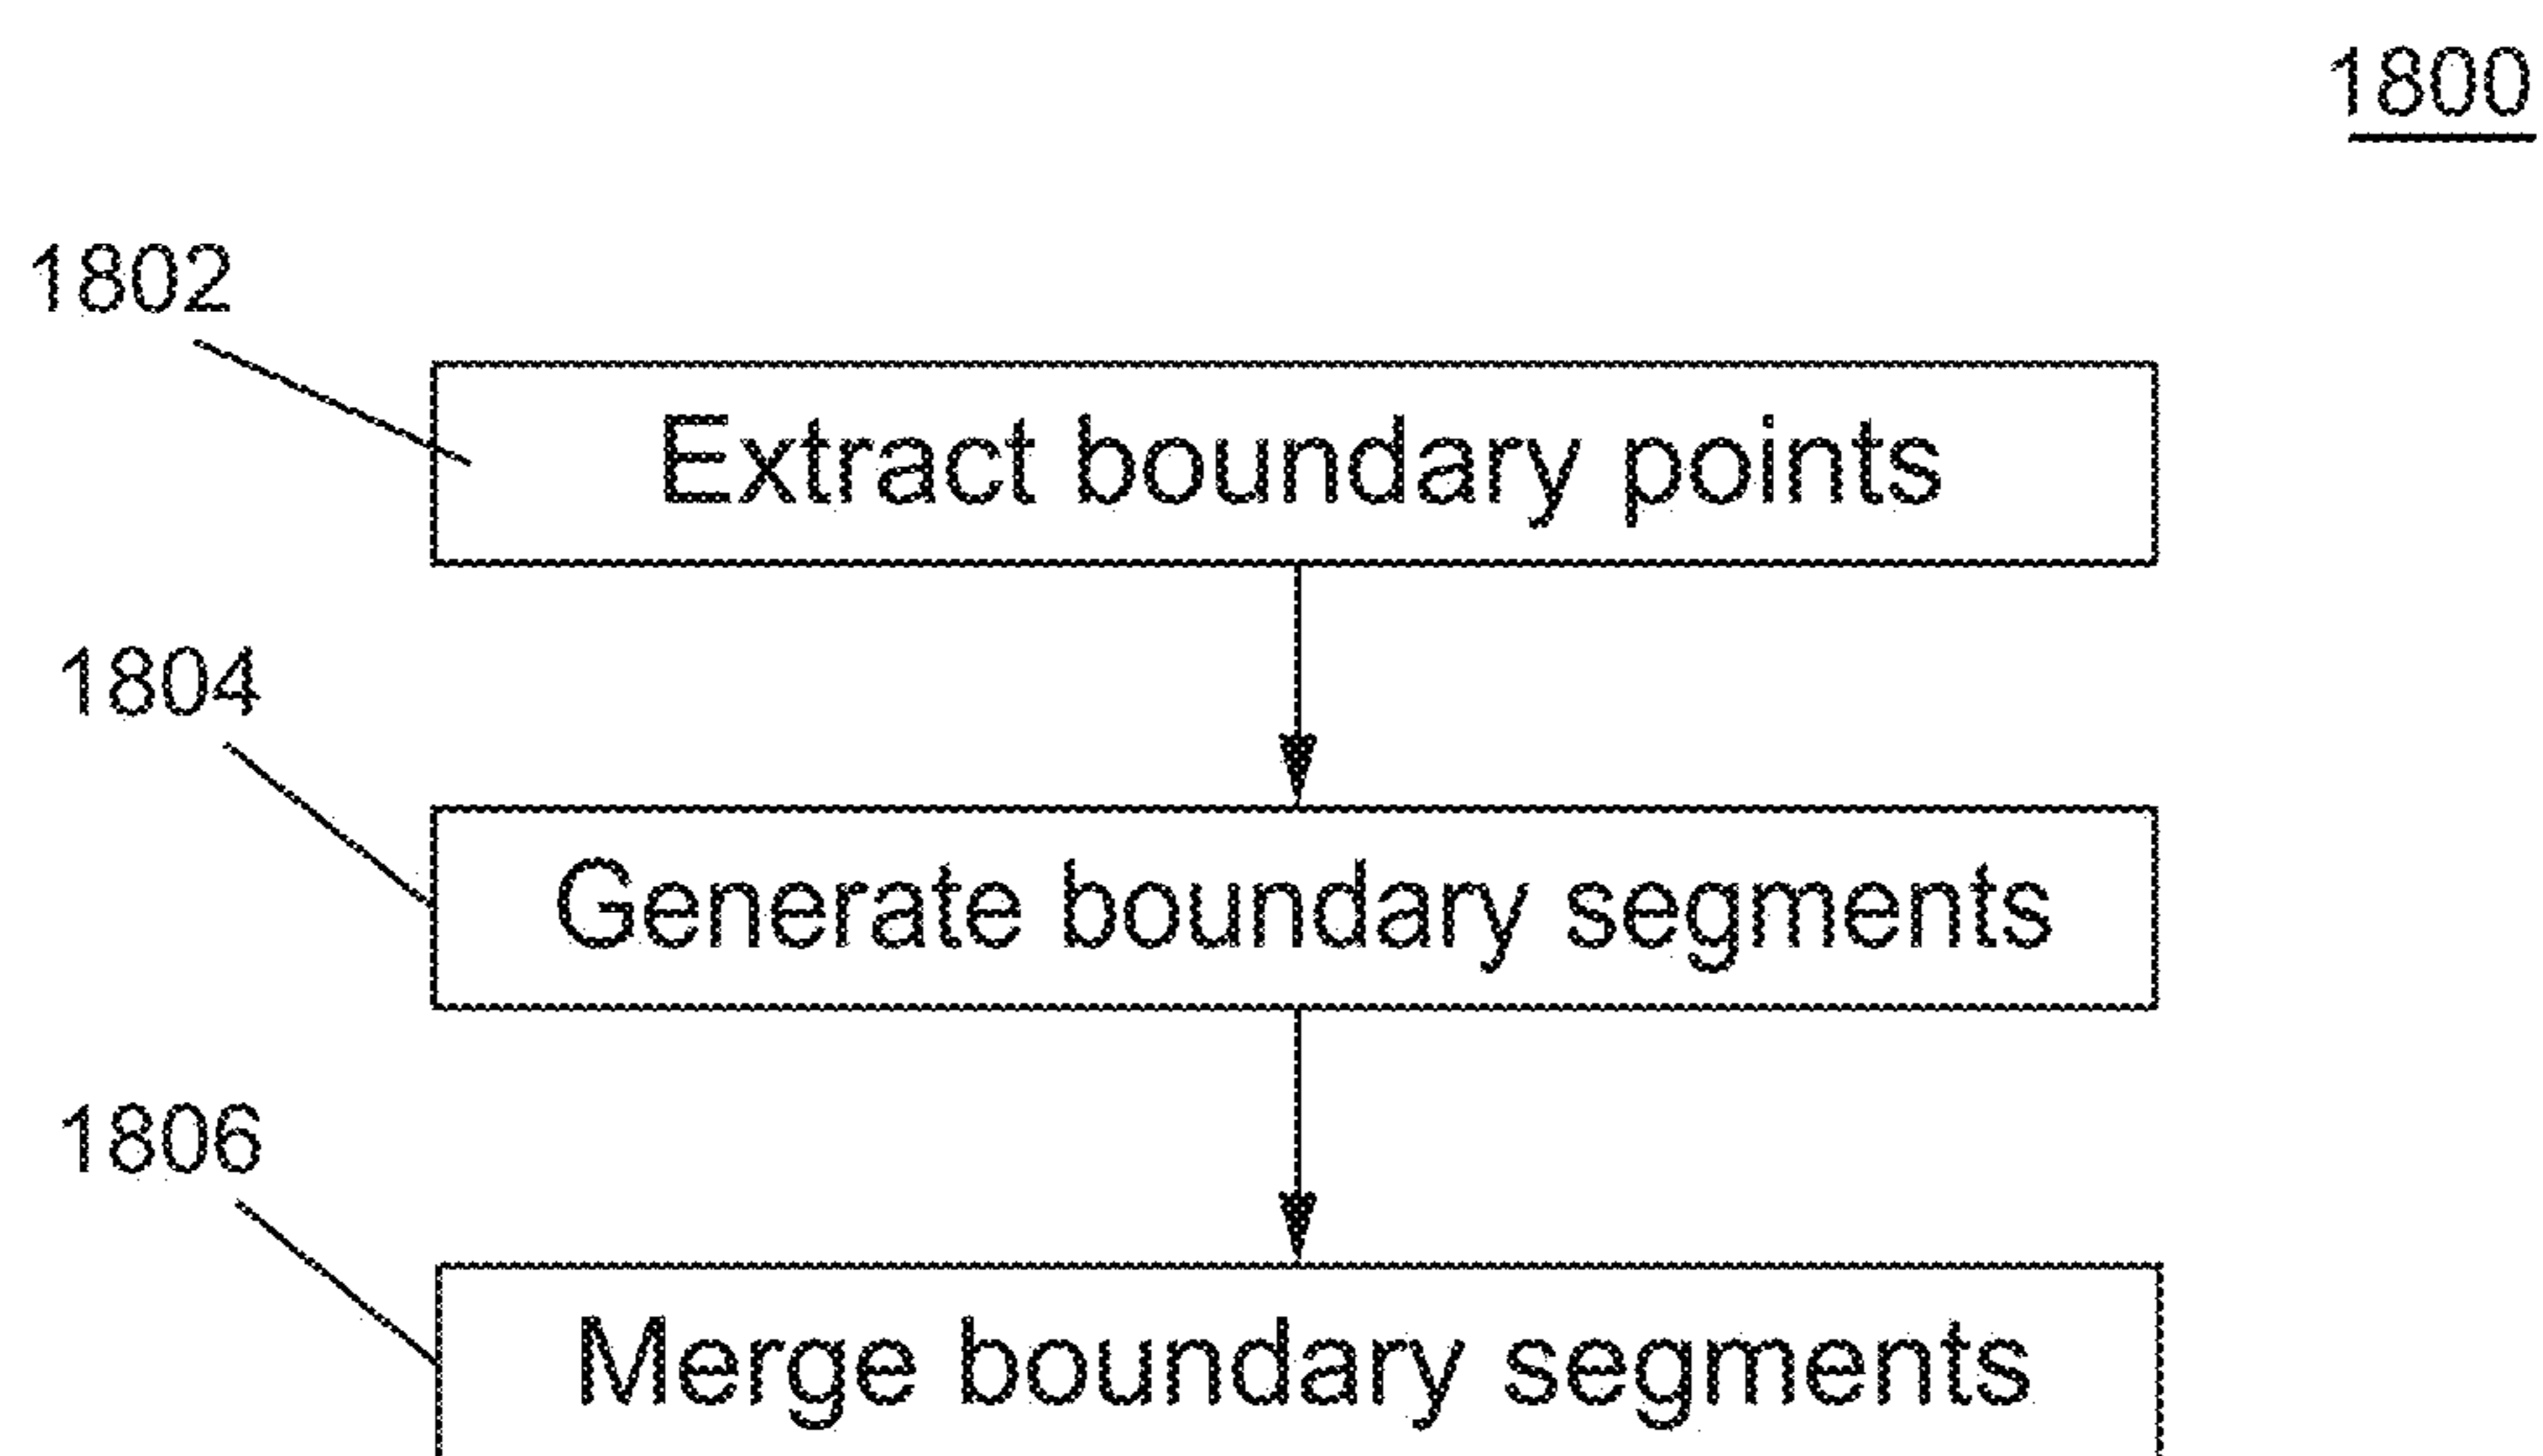 1800
1802
Extract boundary points
1804
Generate boundary segments
1806
Merge boundary segments